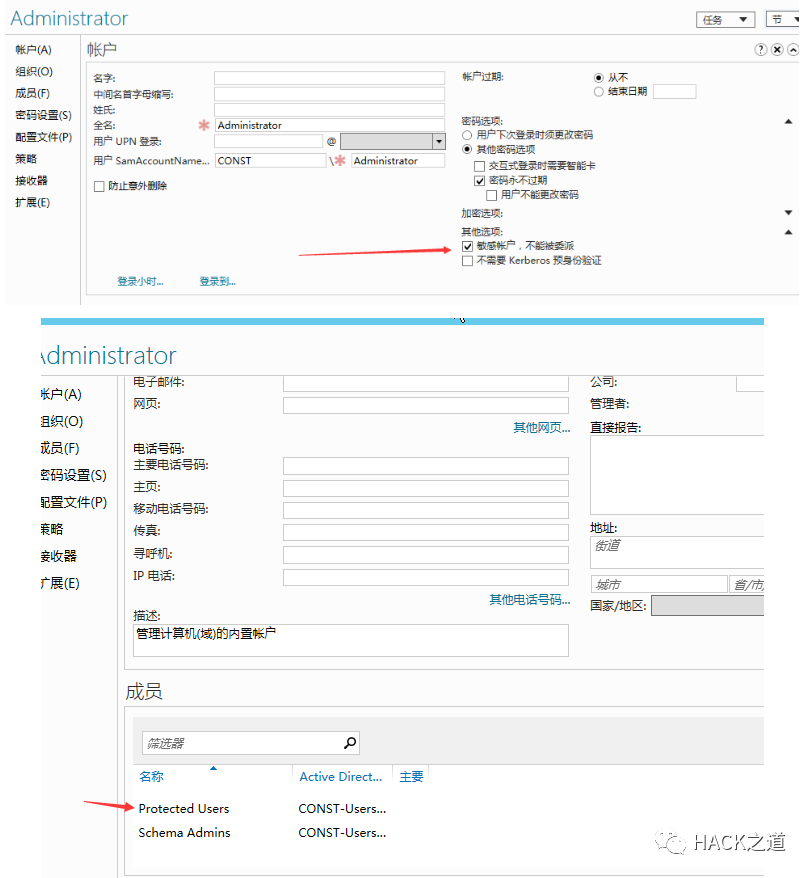 Administrator
任务
节
帐户(A)
组织(O)
成员(F)
密码设置(S)
配置文件(P)
策略
接收器
扩展(E)
帐户
名字:
中间名首字母缩写:
姓氏:
全名: Administrator
用户 UPN 登录: @
用户 SamAccountName... CONST \ Administrator
防止意外删除
登录小时... 登录到...
帐户过期: 从不
结束日期
密码选项:
用户下次登录时须更改密码
其他密码选项
交互式登录时需要智能卡
密码永不过期
用户不能更改密码
加密选项:
其他选项:
敏感帐户，不能被委派
不需要 Kerberos 预身份验证
Administrator
帐户(A)
组织(O)
成员(F)
密码设置(S)
配置文件(P)
策略
接收器
扩展(E)
电子邮件:
网页:
其他网页...
电话号码:
主要电话号码:
主页:
移动电话号码:
传真:
寻呼机:
IP 电话:
其他电话号码...
描述:
管理计算机(域)的内置帐户
公司:
管理者:
直接报告:
地址:
街道
城市 省/市/
国家/地区:
成员
筛选器
名称 Active Direct... 主要
Protected Users CONST-Users...
Schema Admins CONST-Users...
HACK之道